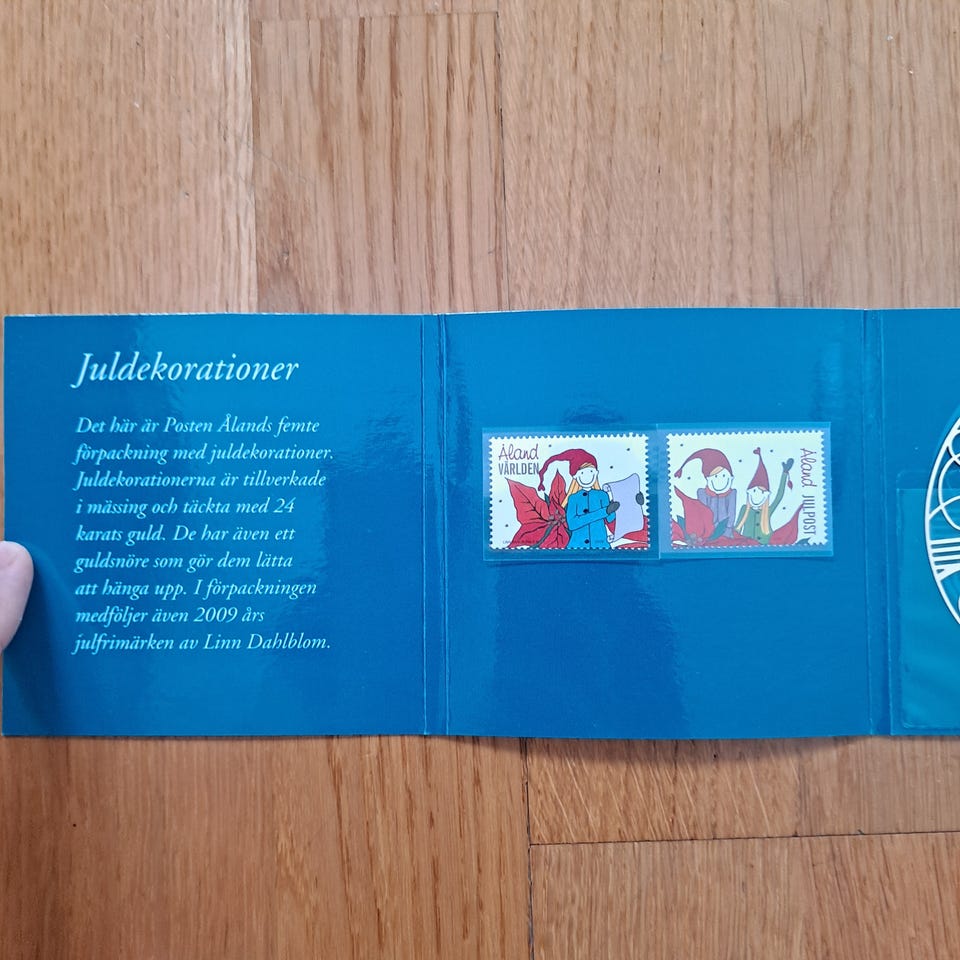 Juldekorationer
Det här är Posten Ålands femte
förpackning med juldekorationer.
Juldekorationerna är tillverkade
i mässing och täckta med 24
karats guld. De har även ett
guldsnöre som gör dem lätta
att hänga upp. I förpackningen
medföljer även 2009 års
julfrimärken av Linn Dahlblom.
Åland
VÄRLDEN
Åland JULPOST